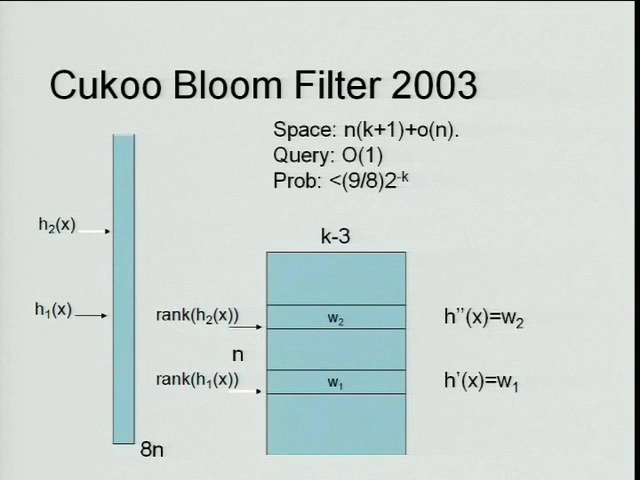 Cukoo Bloom Filter 2003
Space: n(k+1)+o(n).
Query: O(1)
Prob: <(9/8)2^-k
h₂(x)
k-3
h₁(x)
rank(h₂(x))
w₂
h''(x)=w₂
n
rank(h₁(x))
w₁
h'(x)=w₁
8n